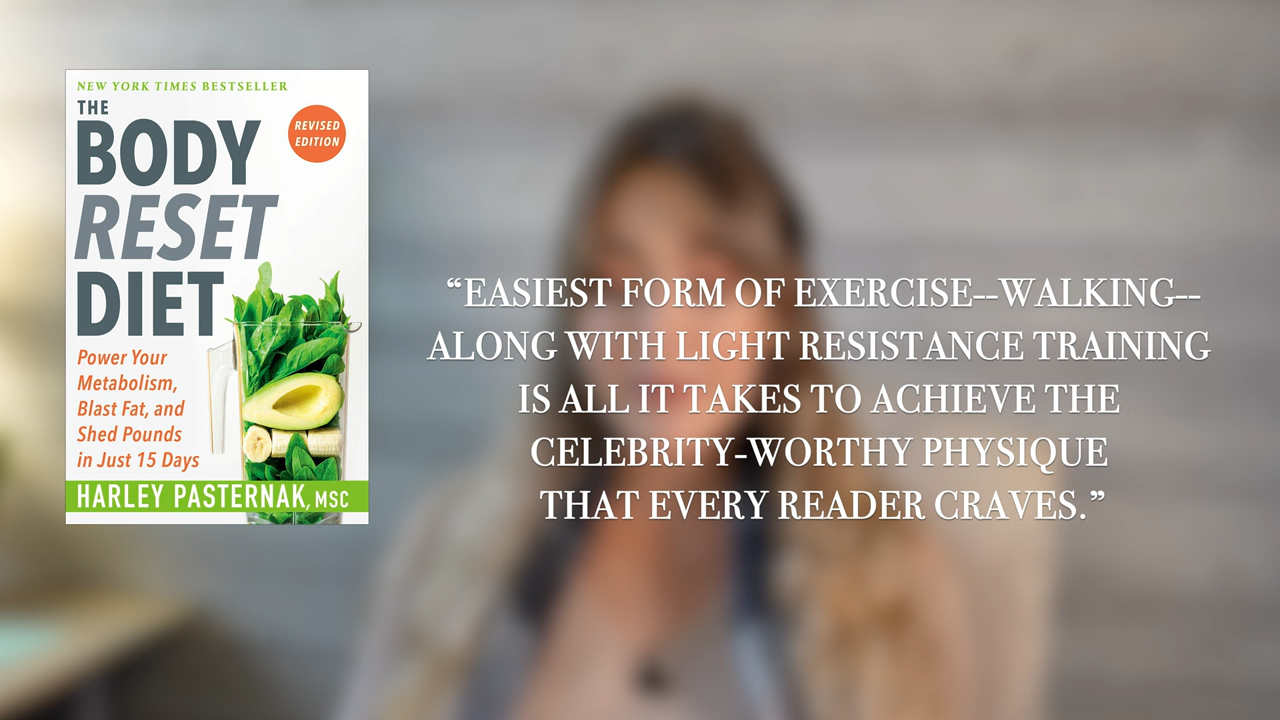 NEW YORK TIMES BESTSELLER
THE
BODY
RESET
DIET
REVISED
EDITION
Power Your
Metabolism,
Blast Fat, and
Shed Pounds
in Just 15 Days
HARLEY PASTERNAK, MSC
“EASIEST FORM OF EXERCISE--WALKING--
ALONG WITH LIGHT RESISTANCE TRAINING
IS ALL IT TAKES TO ACHIEVE THE
CELEBRITY-WORTHY PHYSIQUE
THAT EVERY READER CRAVES.”